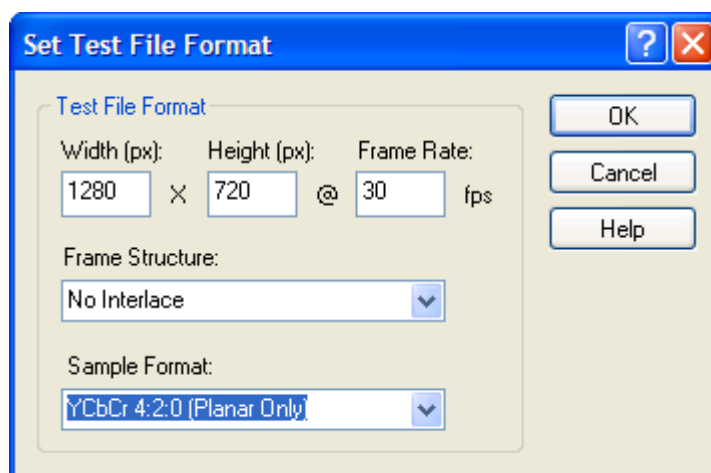 Set Test File Format
?
Test File Format
Width (px): Height (px): Frame Rate:
1280 X 720 @ 30 fps
Frame Structure:
No Interlace
Sample Format:
YCbCr 4:2:0 (Planar Only)
OK
Cancel
Help